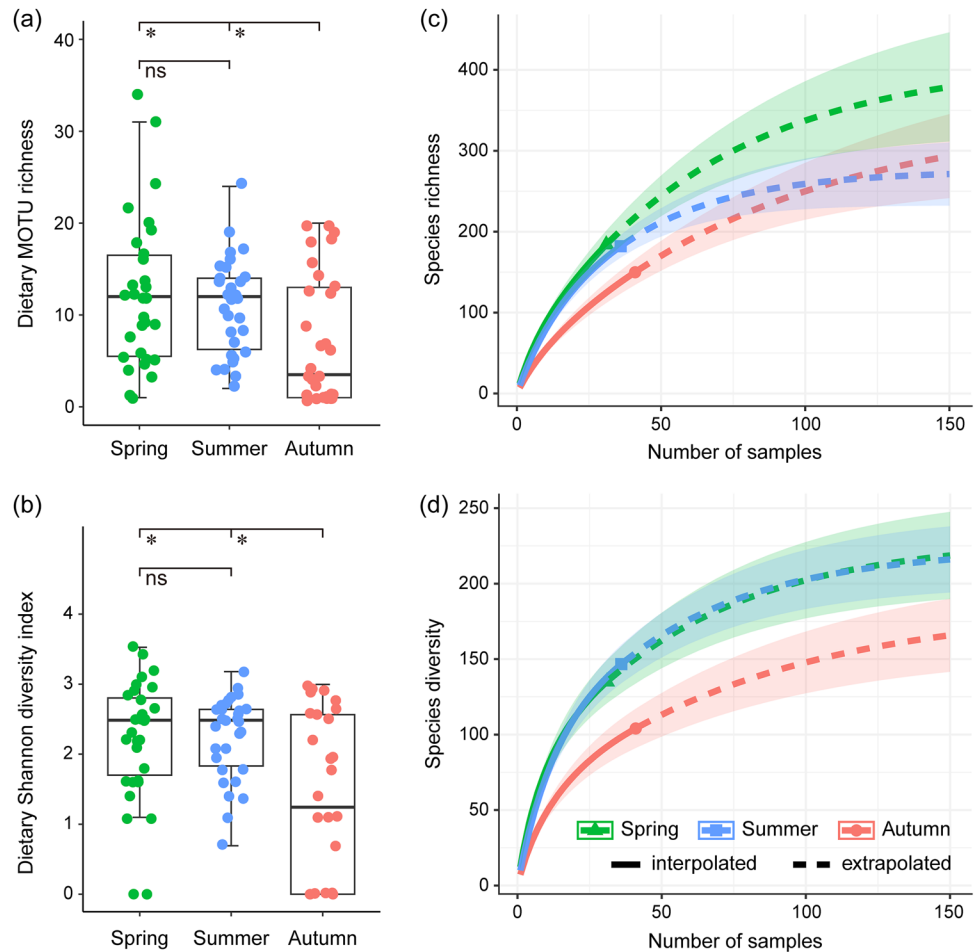 (a)
Dietary MOTU richness
40
30
20
10
0
* *
ns
Spring Summer Autumn
(c)
Species richness
400
300
200
100
0
0 50 100 150
Number of samples
(b)
Dietary Shannon diversity index
4
3
2
1
0
* *
ns
Spring Summer Autumn
(d)
Species diversity
250
200
150
100
50
0
Spring Summer Autumn
interpolated extrapolated
0 50 100 150
Number of samples